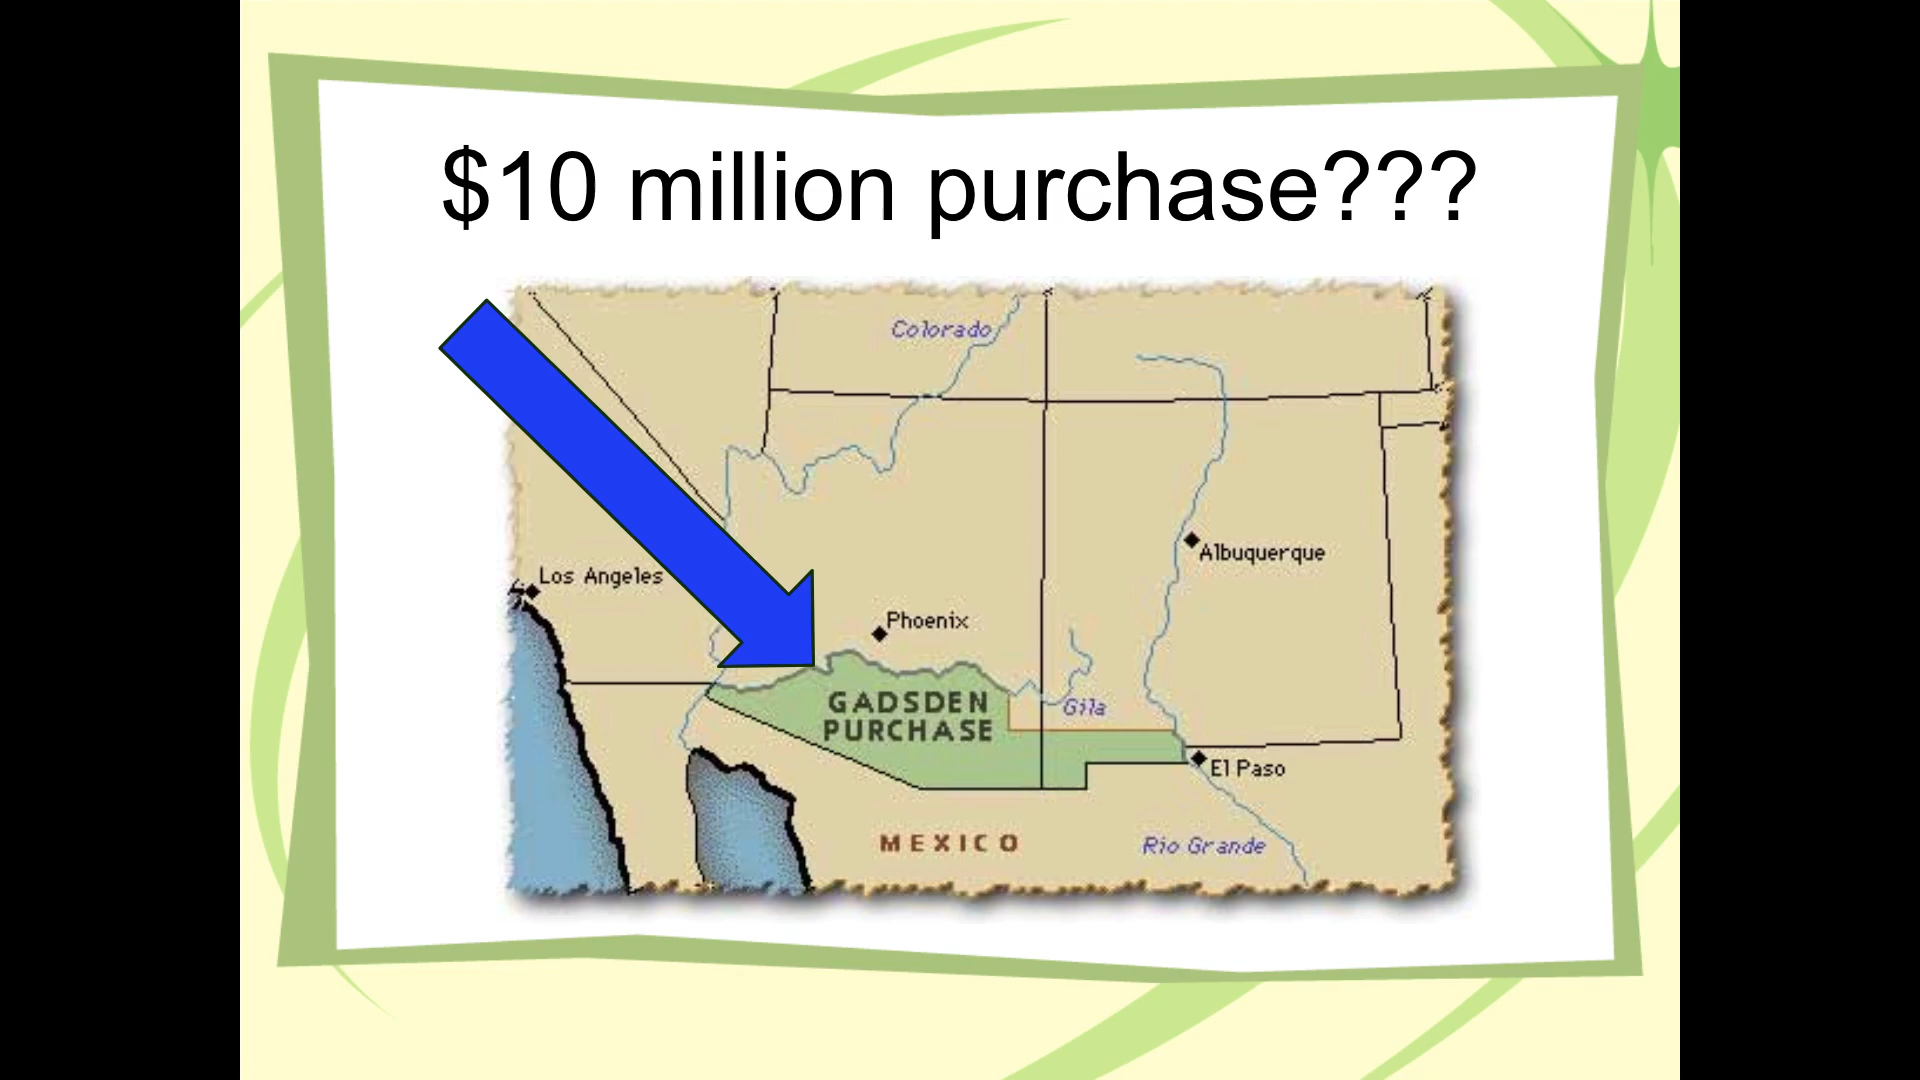 $10 million purchase???
Colorado
Albuquerque
Los Angeles
Phoenix
GADSDEN
PURCHASE
Gila
El Paso
MEXICO
Rio Grande